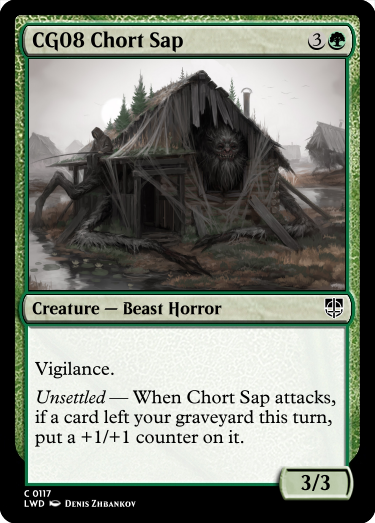 CG08 Chort Sap 3
Creature — Beast Horror
Vigilance.
Unsettled — When Chort Sap attacks,
if a card left your graveyard this turn,
put a +1/+1 counter on it.
3/3
C 0117
LWD Denis Zhbankov